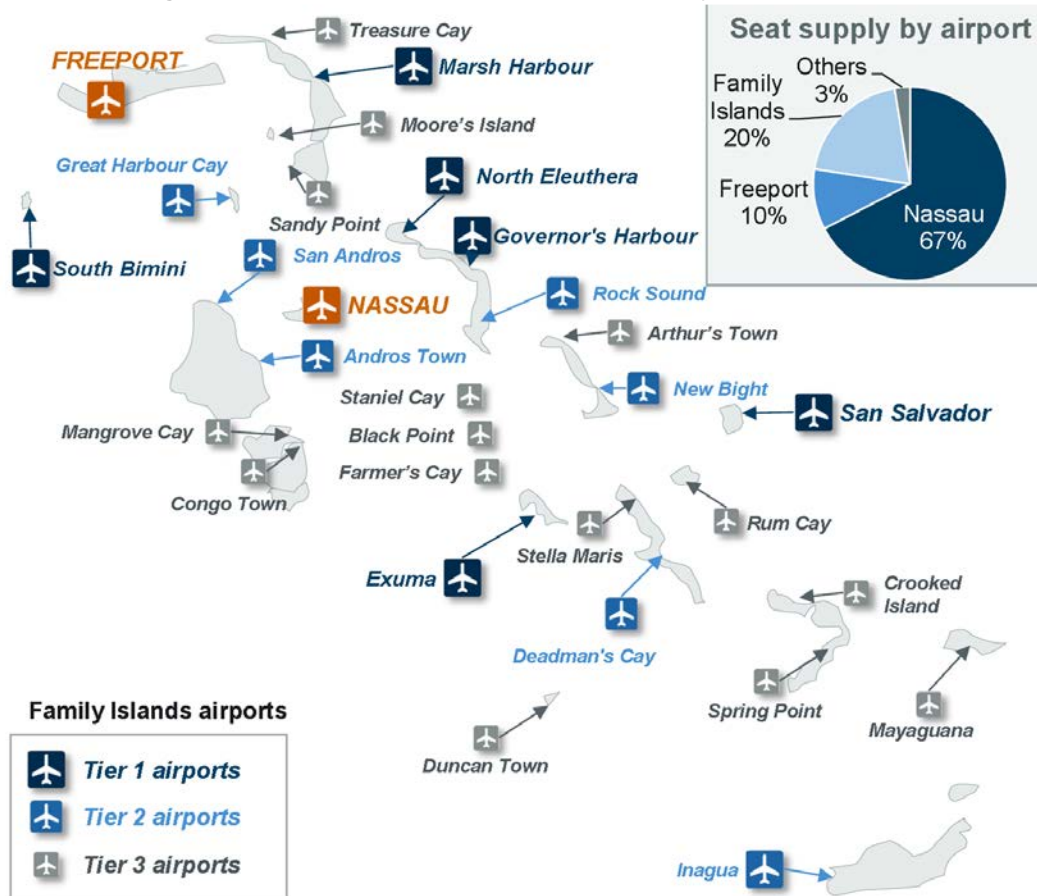 Treasure Cay
FREEPORT
Marsh Harbour
Moore's Island
Great Harbour Cay
North Eleuthera
Sandy Point
Governor's Harbour
South Bimini
San Andros
NASSAU
Rock Sound
Arthur's Town
Andros Town
Staniel Cay
New Bight
San Salvador
Mangrove Cay
Black Point
Farmer's Cay
Congo Town
Rum Cay
Stella Maris
Exuma
Crooked
Island
Deadman's Cay
Spring Point
Mayaguana
Duncan Town
Inagua
Seat supply by airport
Others
3%
Family
Islands
20%
Freeport
10%
Nassau
67%
Family Islands airports
Tier 1 airports
Tier 2 airports
Tier 3 airports